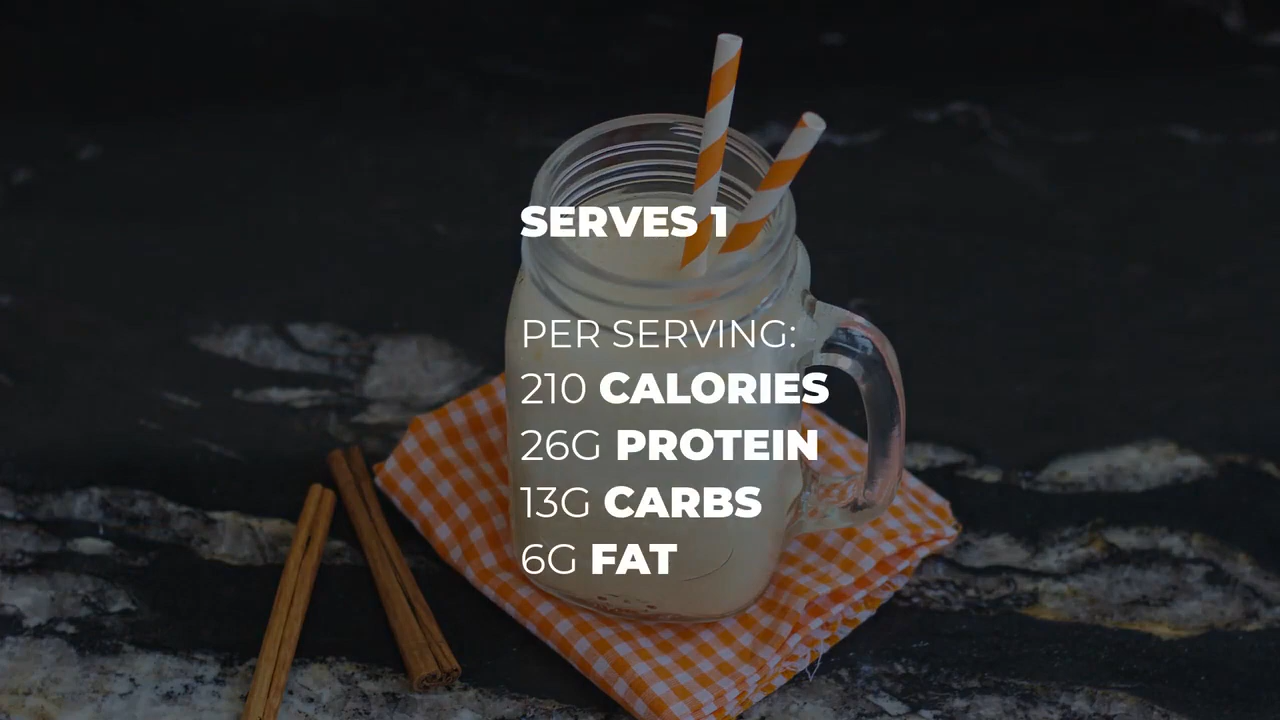 SERVES 1
PER SERVING:
210 CALORIES
26G PROTEIN
13G CARBS
6G FAT